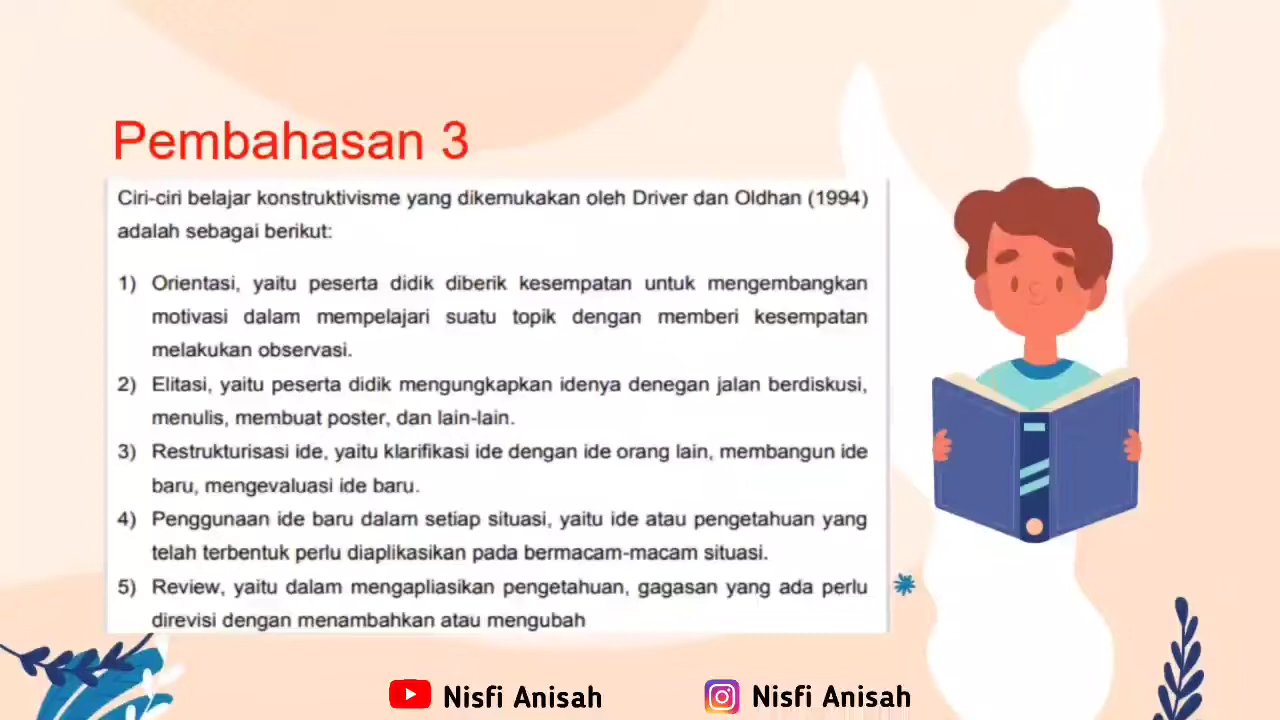 Pembahasan 3
Ciri-ciri belajar konstruktivisme yang dikemukakan oleh Driver dan Oldhan (1994)
adalah sebagai berikut:
1) Orientasi, yaitu peserta didik diberik kesempatan untuk mengembangkan
motivasi dalam mempelajari suatu topik dengan memberi kesempatan
melakukan observasi.
2) Elitasi, yaitu peserta didik mengungkapkan idenya denegan jalan berdiskusi,
menulis, membuat poster, dan lain-lain.
3) Restrukturisasi ide, yaitu klarifikasi ide dengan ide orang lain, membangun ide
baru, mengevaluasi ide baru.
4) Penggunaan ide baru dalam setiap situasi, yaitu ide atau pengetahuan yang
telah terbentuk perlu diaplikasikan pada bermacam-macam situasi.
5) Review, yaitu dalam mengapliasikan pengetahuan, gagasan yang ada perlu
direvisi dengan menambahkan atau mengubah
Nisfi Anisah
Nisfi Anisah